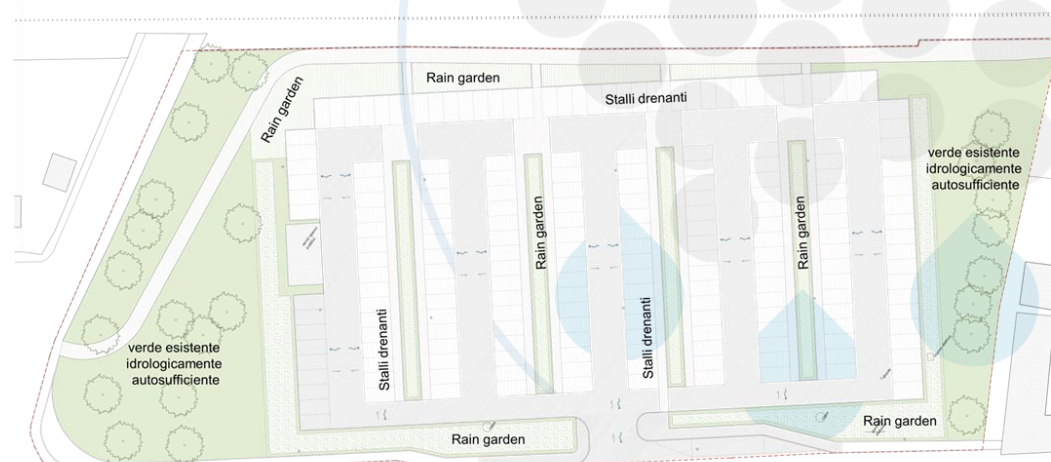 Rain garden
Rain garden
Stalli drenanti
verde esistente
idrologicamente
autosufficiente
Rain garden
Rain garden
Stalli drenanti
Stalli drenanti
verde esistente
idrologicamente
autosufficiente
Rain garden
Rain garden